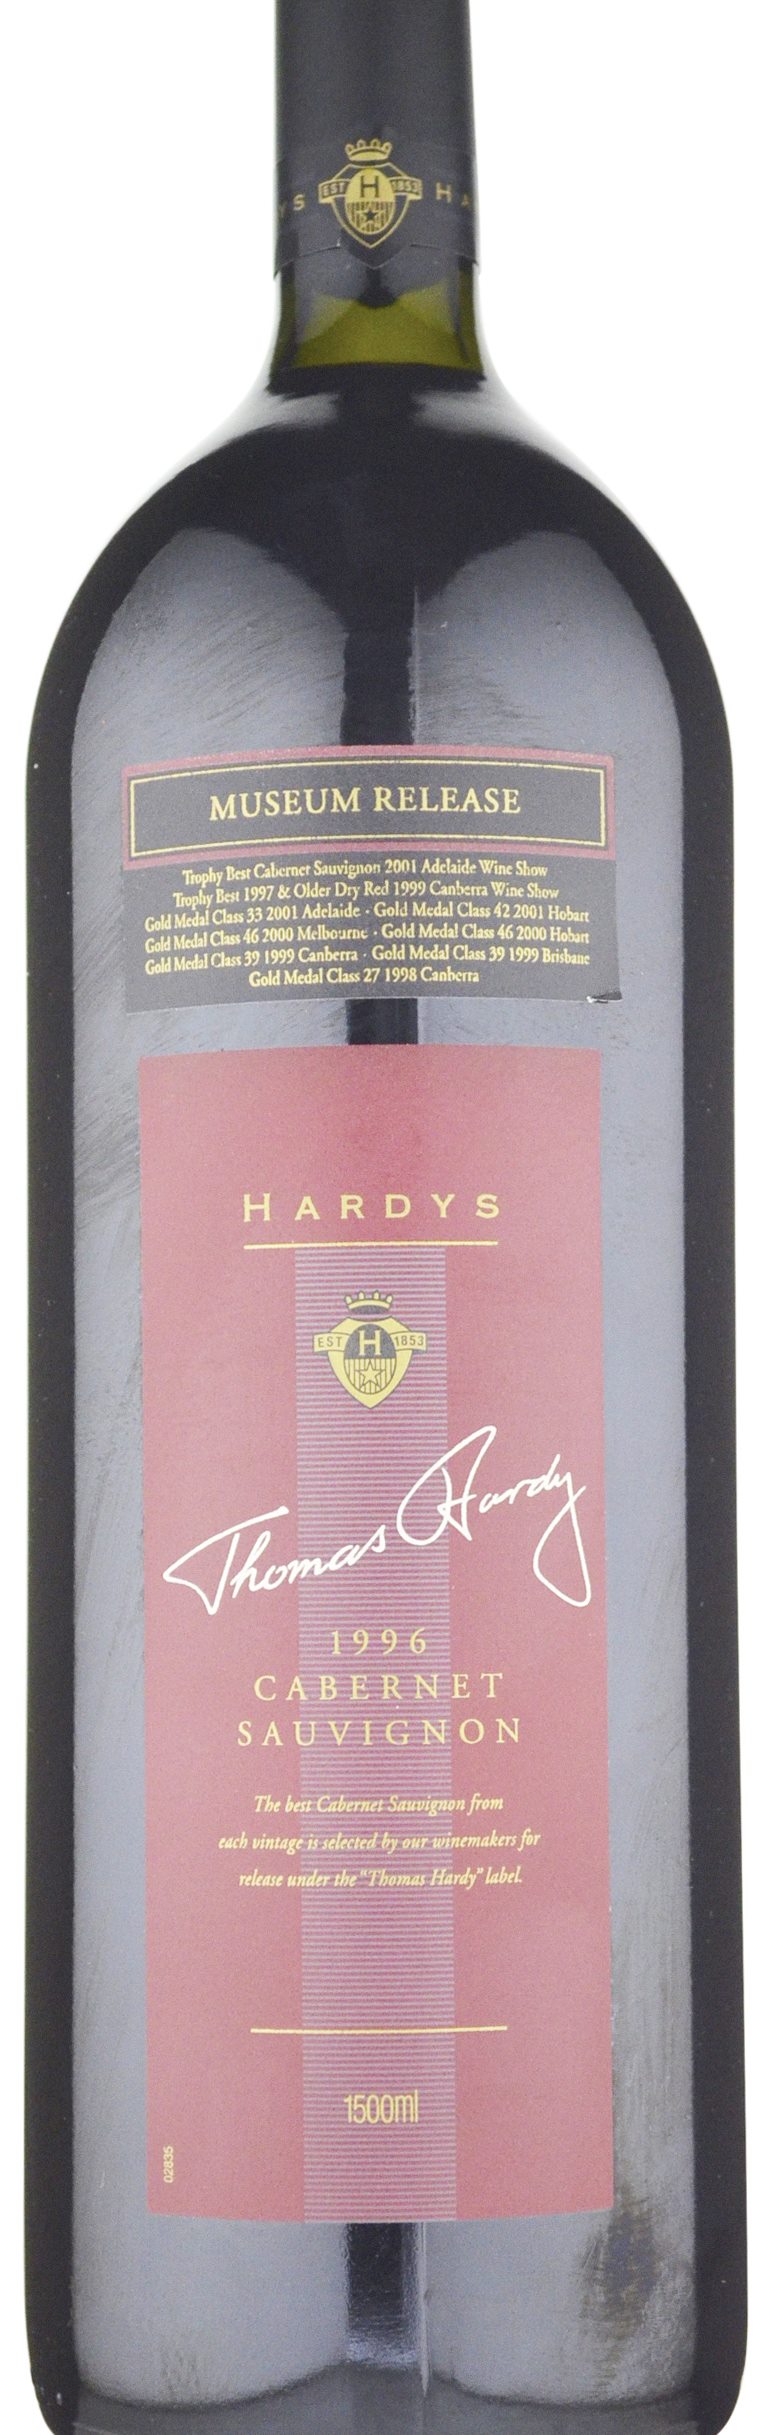 YS EST H 1853 HA
MUSEUM RELEASE
Trophy Best Cabernet Sauvignon 2001 Adelaide Wine Show
Trophy Best 1997 & Older Dry Red 1999 Canberra Wine Show
Gold Medal Class 33 2001 Adelaide · Gold Medal Class 42 2001 Hobart
Gold Medal Class 46 2000 Melbourne · Gold Medal Class 46 2000 Hobart
Gold Medal Class 39 1999 Canberra · Gold Medal Class 39 1999 Brisbane
Gold Medal Class 27 1998 Canberra
HARDYS
EST H 1853
Thomas Hardy
1996
CABERNET
SAUVIGNON
The best Cabernet Sauvignon from
each vintage is selected by our winemakers for
release under the "Thomas Hardy" label.
1500ml
02835